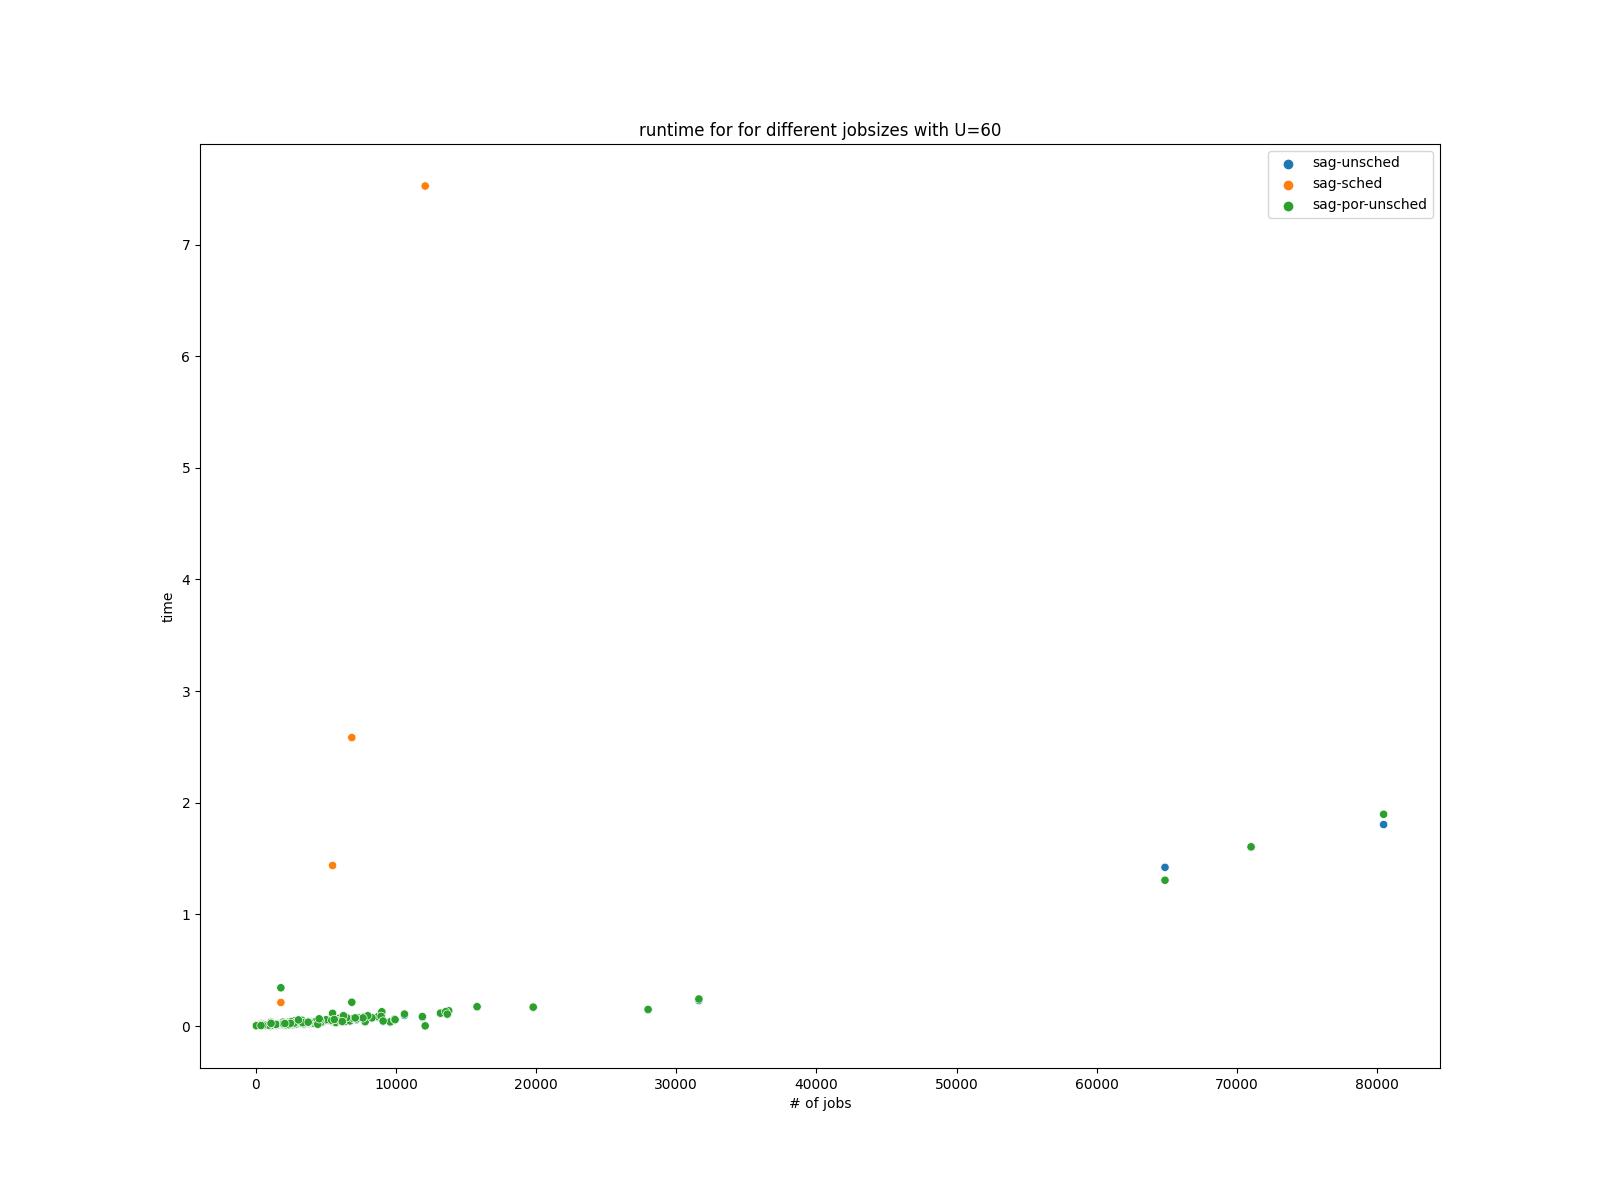 runtime for for different jobsizes with U=60
sag-unsched
sag-sched
sag-por-unsched
7
6
5
4
3
2
1
0
time
0 10000 20000 30000 40000 50000 60000 70000 80000
# of jobs